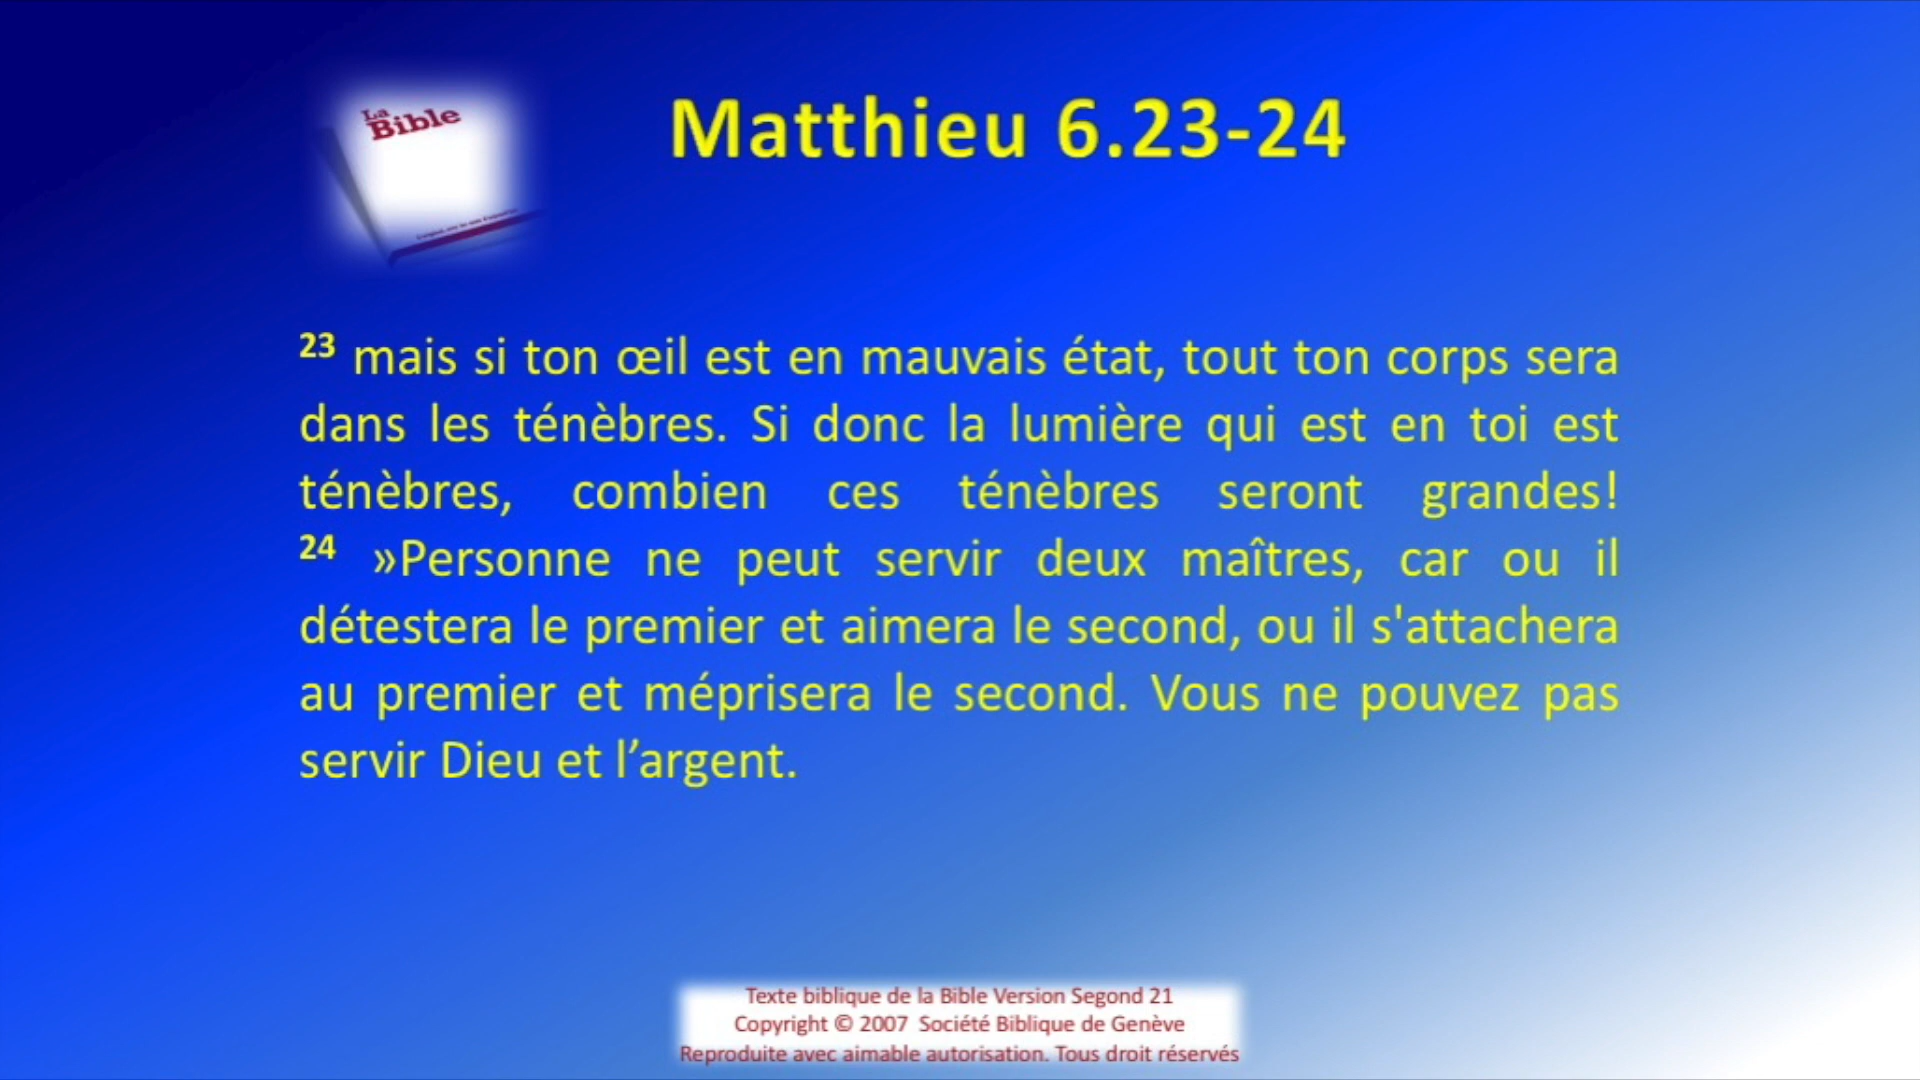 La
Bible
Matthieu 6.23-24
23 mais si ton œil est en mauvais état, tout ton corps sera
dans les ténèbres. Si donc la lumière qui est en toi est
ténèbres, combien ces ténèbres seront grandes!
24 »Personne ne peut servir deux maîtres, car ou il
détestera le premier et aimera le second, ou il s'attachera
au premier et méprisera le second. Vous ne pouvez pas
servir Dieu et l’argent.
Texte biblique de la Bible Version Segond 21
Copyright © 2007 Société Biblique de Genève
Reproduite avec aimable autorisation. Tous droit réservés